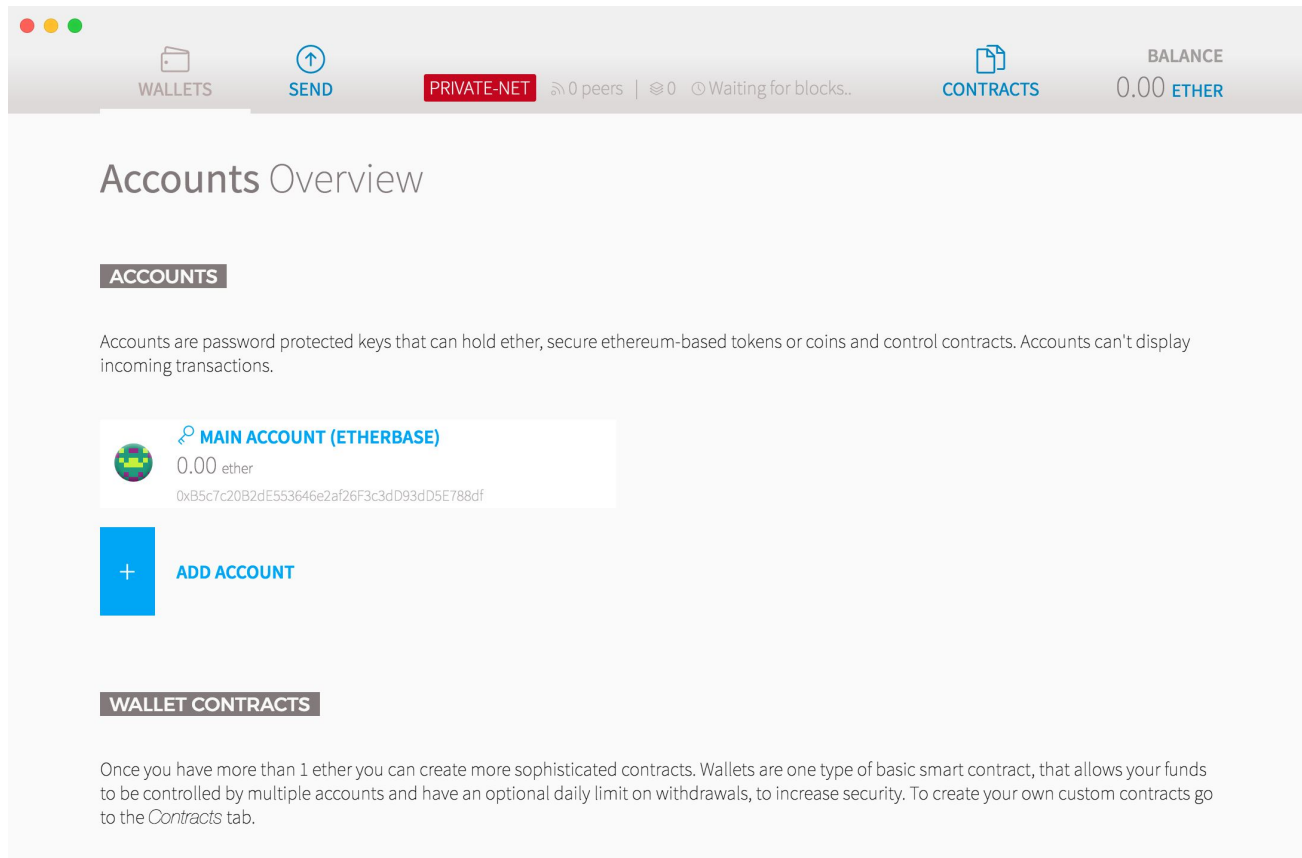 WALLETS
SEND
PRIVATE-NET 0 peers | 0 Waiting for blocks..
CONTRACTS
BALANCE
0.00 ETHER
Accounts Overview
ACCOUNTS
Accounts are password protected keys that can hold ether, secure ethereum-based tokens or coins and control contracts. Accounts can't display
incoming transactions.
MAIN ACCOUNT (ETHERBASE)
0.00 ether
0xB5c7c20B2dE553646e2af26F3c3dD93dD5E788df
+
ADD ACCOUNT
WALLET CONTRACTS
Once you have more than 1 ether you can create more sophisticated contracts. Wallets are one type of basic smart contract, that allows your funds
to be controlled by multiple accounts and have an optional daily limit on withdrawals, to increase security. To create your own custom contracts go
to the Contracts tab.